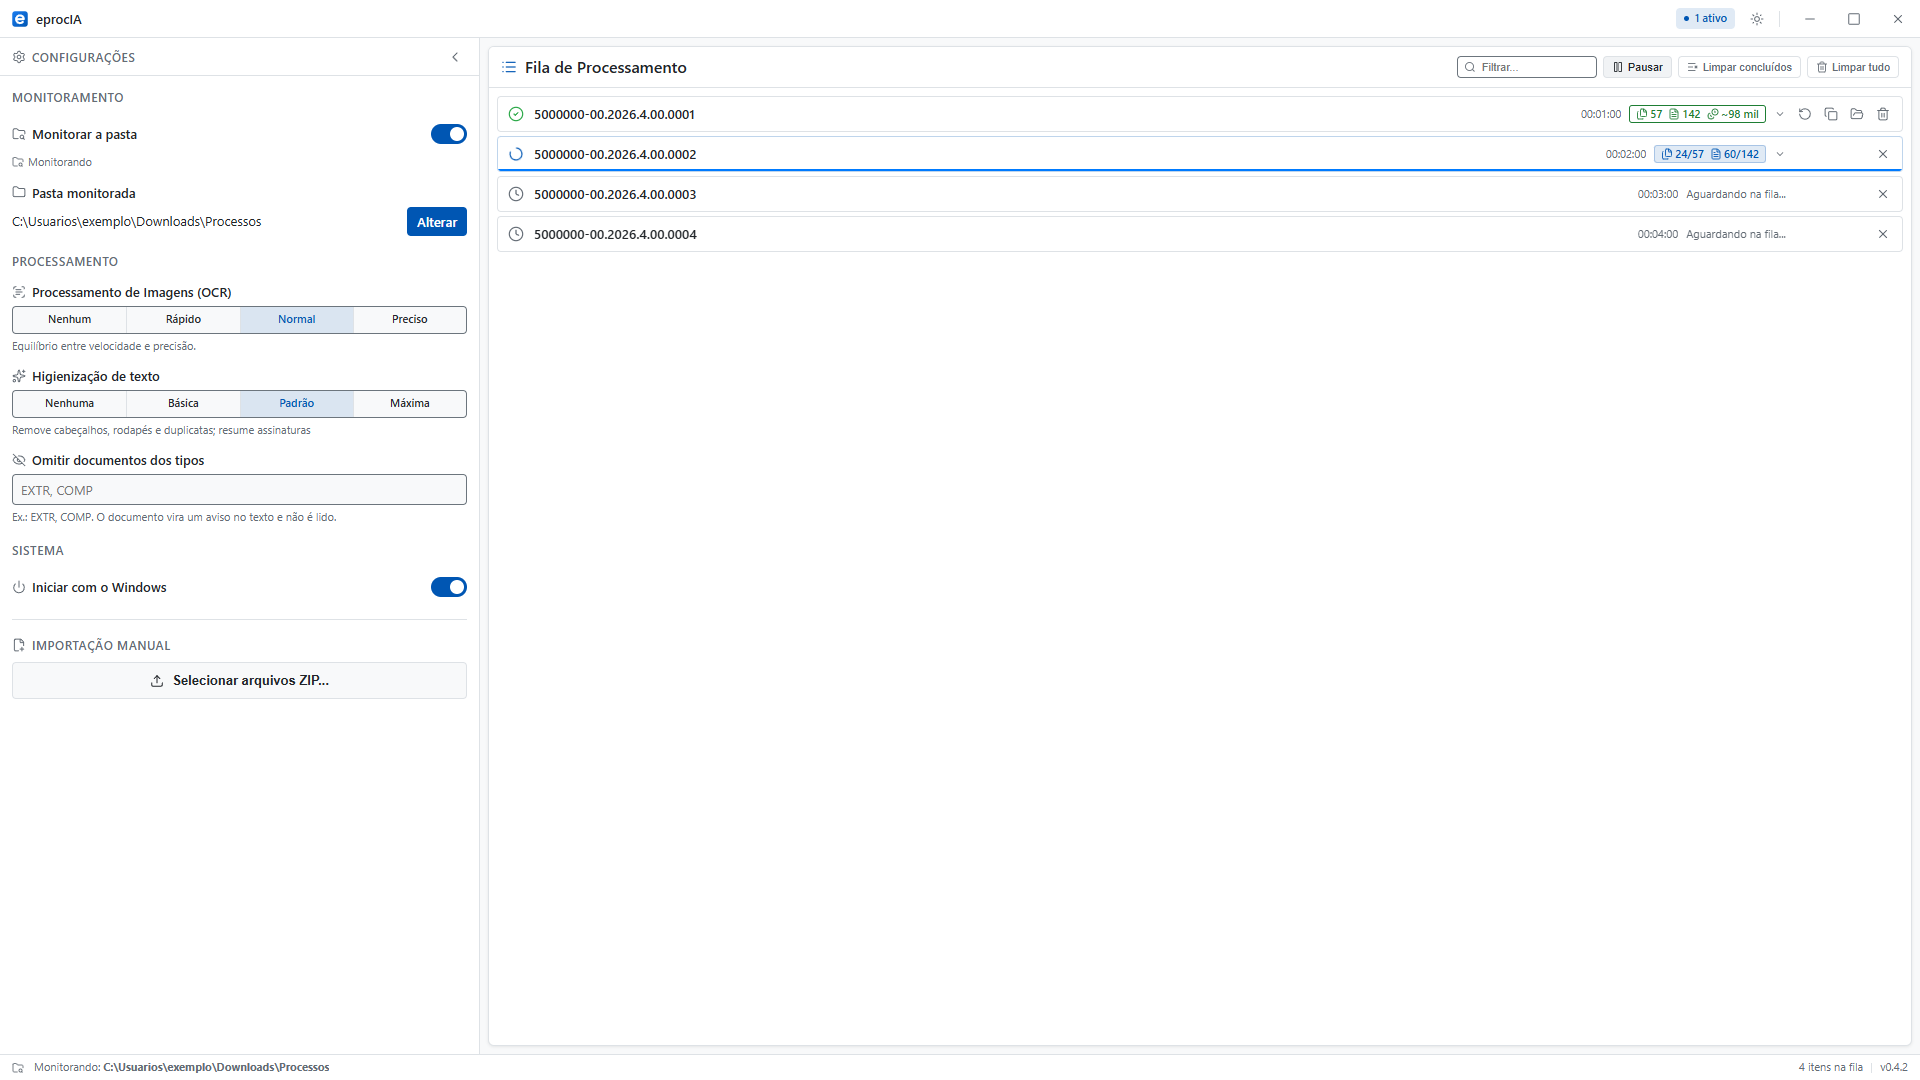 eprocIA
1 ativo
CONFIGURAÇÕES
MONITORAMENTO
Monitorar a pasta
Monitorando
Pasta monitorada
C:\Usuarios\exemplo\Downloads\Processos
Alterar
PROCESSAMENTO
Processamento de Imagens (OCR)
Nenhum Rápido Normal Preciso
Equilíbrio entre velocidade e precisão.
Higienização de texto
Nenhuma Básica Padrão Máxima
Remove cabeçalhos, rodapés e duplicatas; resume assinaturas
Omitir documentos dos tipos
EXTR, COMP
Ex.: EXTR, COMP. O documento vira um aviso no texto e não é lido.
SISTEMA
Iniciar com o Windows
IMPORTAÇÃO MANUAL
Selecionar arquivos ZIP...
Fila de Processamento
Filtrar... Pausar Limpar concluídos Limpar tudo
5000000-00.2026.4.00.0001 00:01:00 57 142 ~98 mil
5000000-00.2026.4.00.0002 00:02:00 24/57 60/142
5000000-00.2026.4.00.0003 00:03:00 Aguardando na fila...
5000000-00.2026.4.00.0004 00:04:00 Aguardando na fila...
Monitorando: C:\Usuarios\exemplo\Downloads\Processos
4 itens na fila v0.4.2